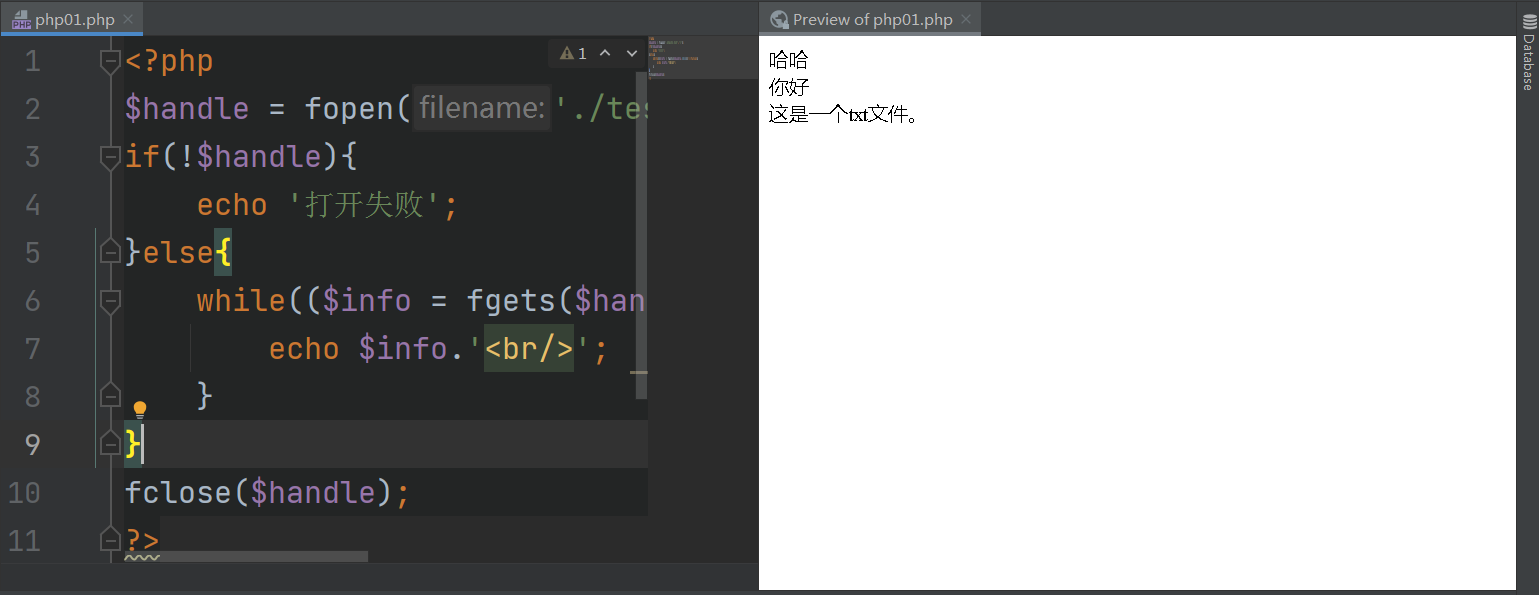 php01.php
1 <?php
2 $handle = fopen( filename: './tes
3 if(!$handle){
4 echo '打开失败';
5 }else{
6 while(($info = fgets($han
7 echo $info.'<br/>';
8 }
9 }
10 fclose($handle);
11 ?>
1
Preview of php01.php
哈哈
你好
这是一个txt文件。
Database